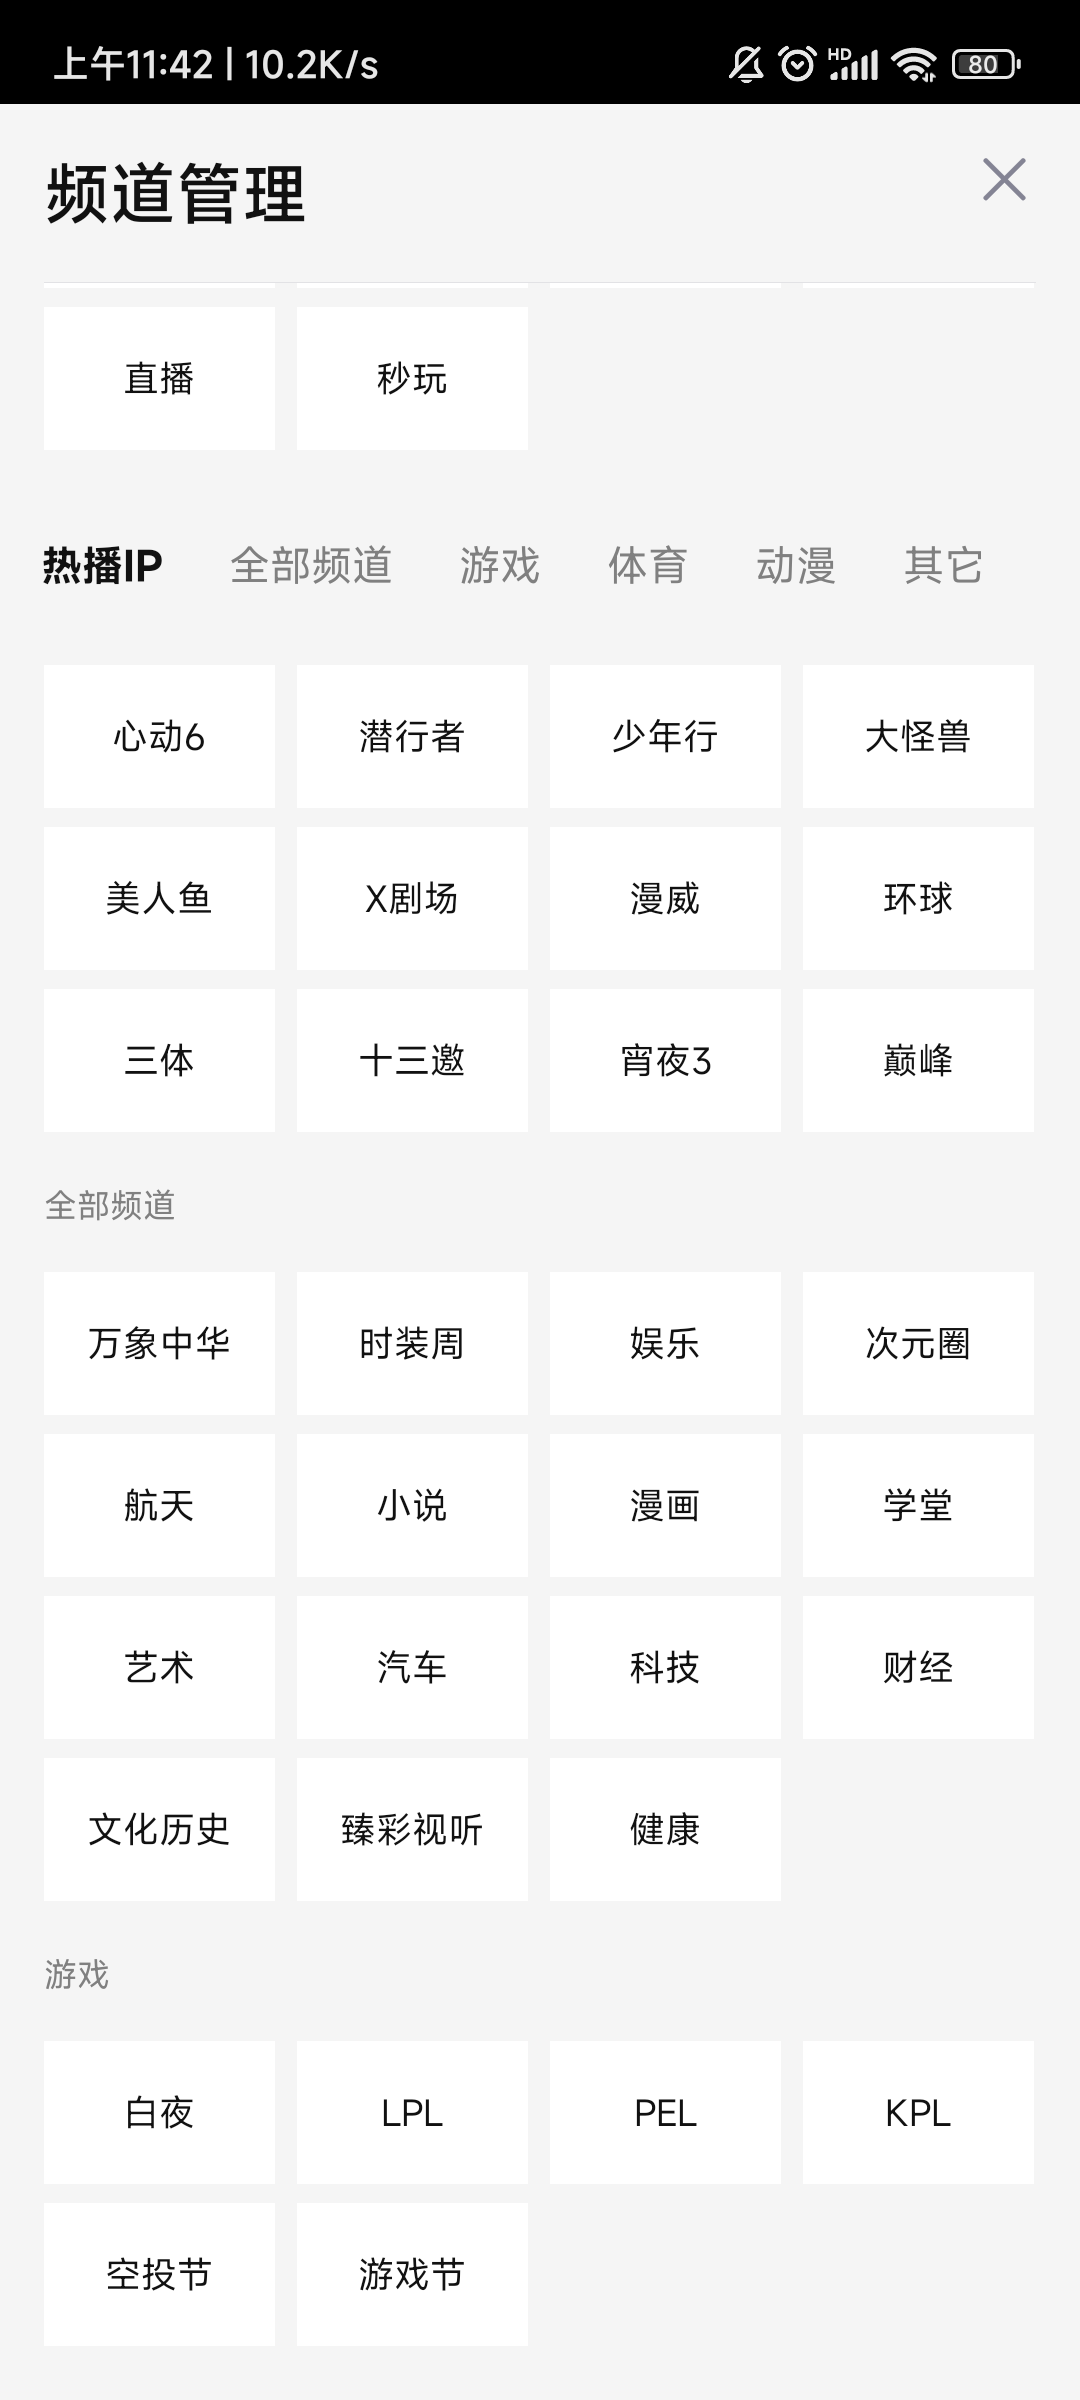 上午11:42 | 10.2K/s
HD
80
频道管理
直播 秒玩
热播IP 全部频道 游戏 体育 动漫 其它
心动6 潜行者 少年行 大怪兽
美人鱼 X剧场 漫威 环球
三体 十三邀 宵夜3 巅峰
全部频道
万象中华 时装周 娱乐 次元圈
航天 小说 漫画 学堂
艺术 汽车 科技 财经
文化历史 臻彩视听 健康
游戏
白夜 LPL PEL KPL
空投节 游戏节